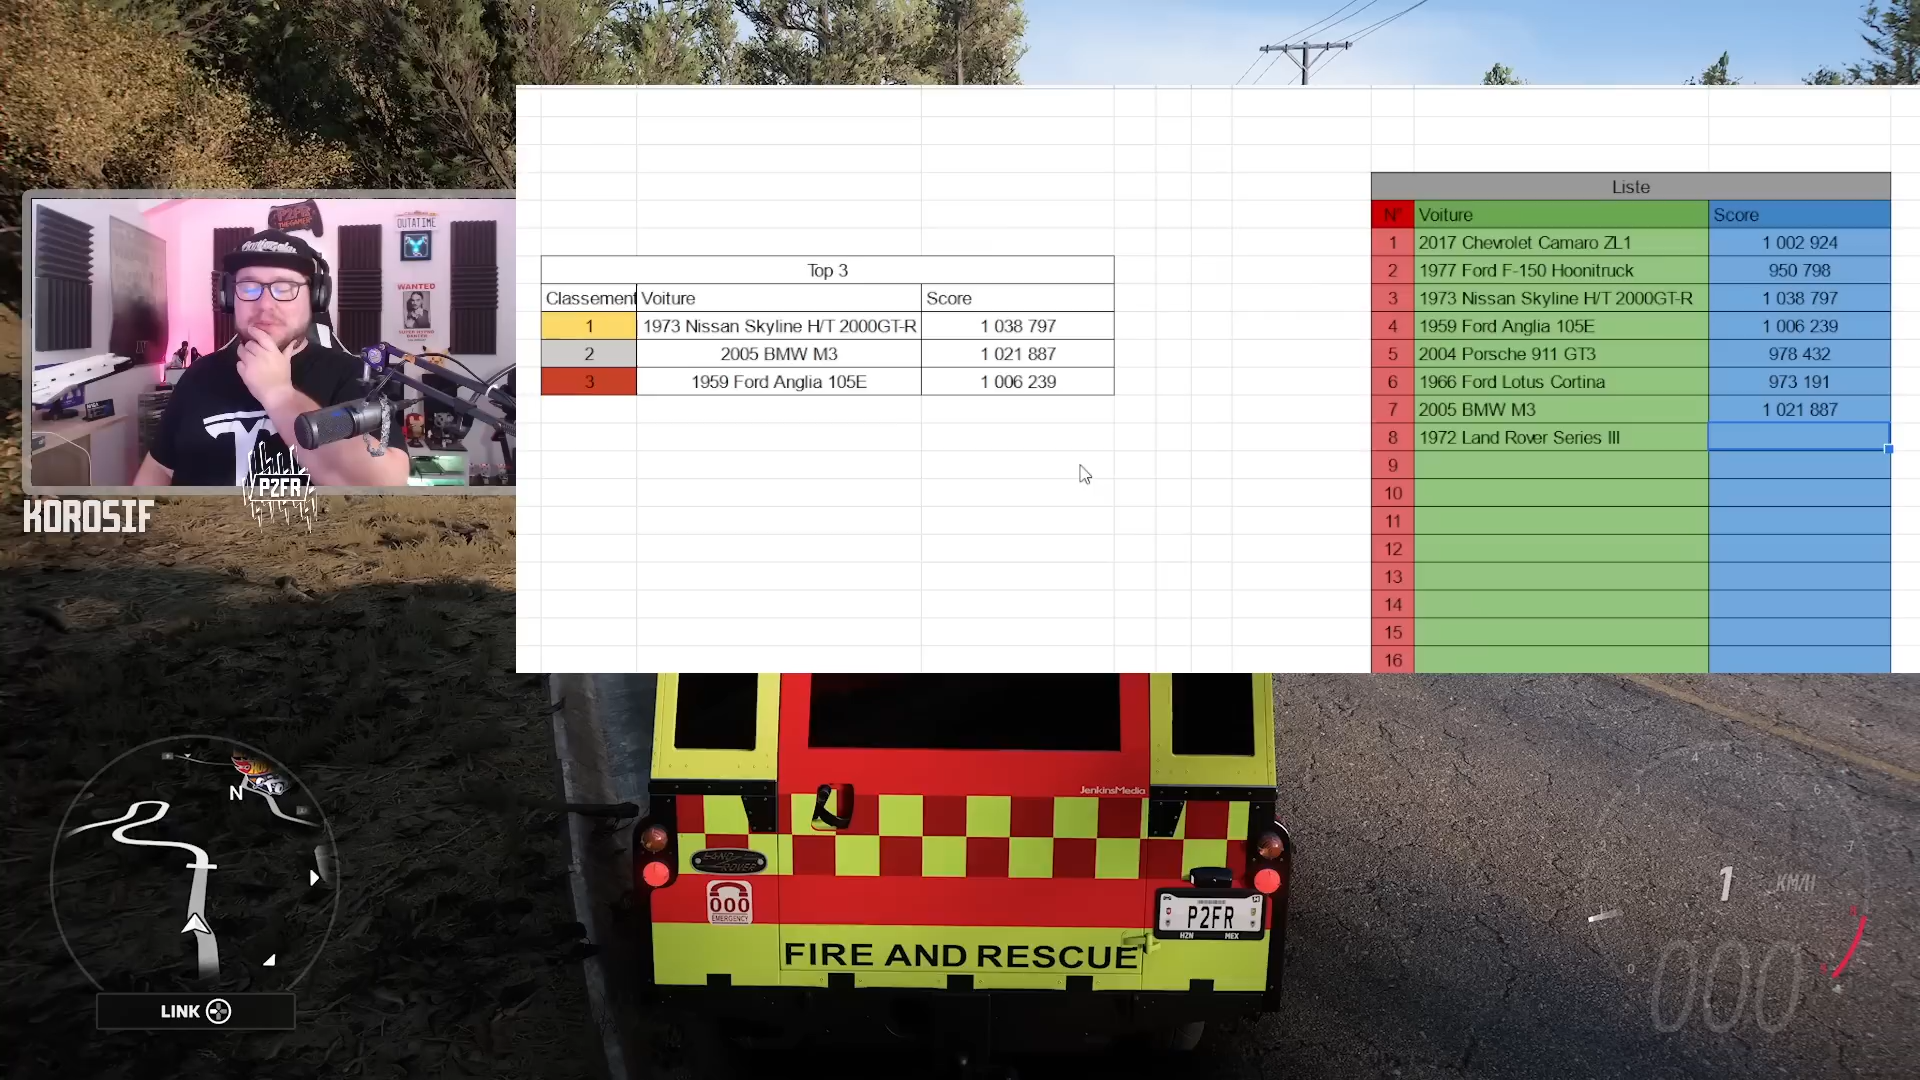 OUTATIME
WANTED
P2FR
KOROSIF
Top 3
Classement Voiture Score
1 1973 Nissan Skyline H/T 2000GT-R 1 038 797
2 2005 BMW M3 1 021 887
3 1959 Ford Anglia 105E 1 006 239
Liste
N° Voiture Score
1 2017 Chevrolet Camaro ZL1 1 002 924
2 1977 Ford F-150 Hoonitruck 950 798
3 1973 Nissan Skyline H/T 2000GT-R 1 038 797
4 1959 Ford Anglia 105E 1 006 239
5 2004 Porsche 911 GT3 978 432
6 1966 Ford Lotus Cortina 973 191
7 2005 BMW M3 1 021 887
8 1972 Land Rover Series III
9
10
11
12
13
14
15
16
N
LINK
JenkinsMedia
LAND ROVER
000
EMERGENCY
P2FR
HZN MEX
FIRE AND RESCUE
1 KM/H
000